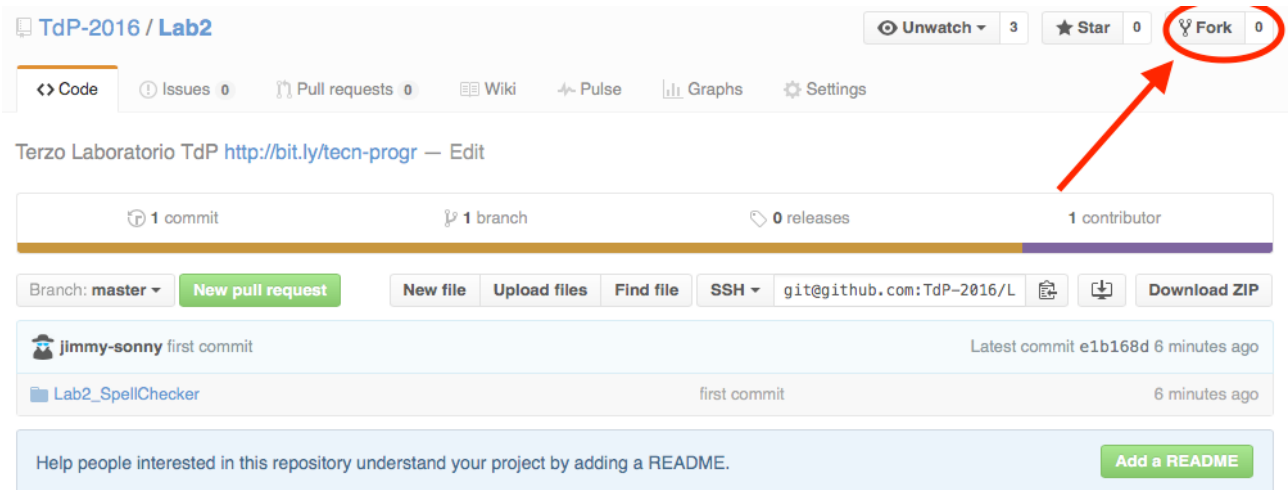 TdP-2016 / Lab2 Unwatch 3 Star 0 Fork 0
<> Code Issues 0 Pull requests 0 Wiki Pulse Graphs Settings
Terzo Laboratorio TdP http://bit.ly/tecn-progr — Edit
1 commit 1 branch 0 releases 1 contributor
Branch: master New pull request New file Upload files Find file SSH git@github.com:TdP-2016/L Download ZIP
jimmy-sonny first commit Latest commit e1b168d 6 minutes ago
Lab2_SpellChecker first commit 6 minutes ago
Help people interested in this repository understand your project by adding a README. Add a README